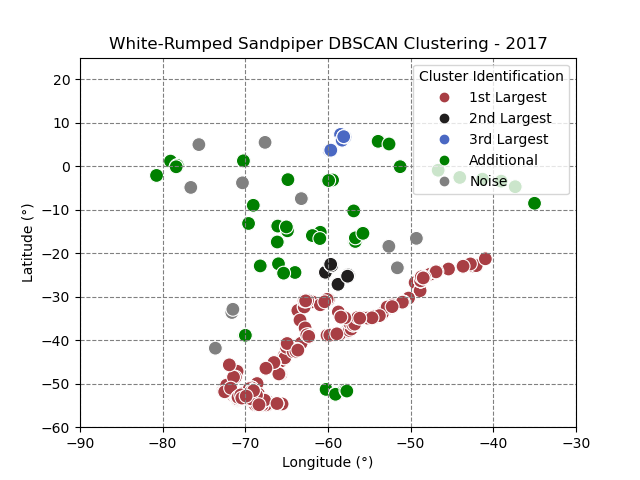 White-Rumped Sandpiper DBSCAN Clustering - 2017
Cluster Identification
1st Largest
2nd Largest
3rd Largest
Additional
Noise
20
10
0
−10
−20
−30
−40
−50
−60
Latitude (°)
−90
−80
−70
−60
−50
−40
−30
Longitude (°)